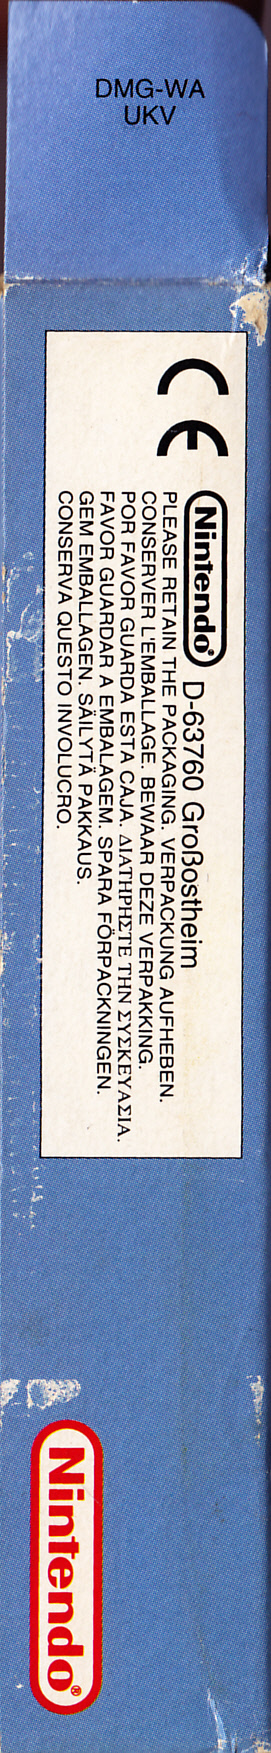 DMG-WA
UKV
CE
Nintendo® D-63760 Großostheim
PLEASE RETAIN THE PACKAGING. VERPACKUNG AUFHEBEN.
CONSERVER L'EMBALLAGE. BEWAAR DEZE VERPAKKING.
POR FAVOR GUARDA ESTA CAJA. ΔΙΑΤΗΡΗΣΤΕ ΤΗΝ ΣΥΣΚΕΥΑΣΙΑ.
FAVOR GUARDAR A EMBALAGEM. SPARA FÖRPACKNINGEN.
GEM EMBALLAGEN. SÄILYTÄ PAKKAUS.
CONSERVA QUESTO INVOLUCRO.
Nintendo®